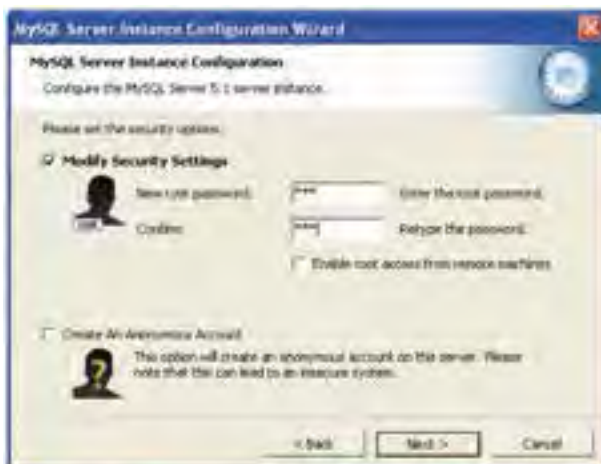 MySQL Server Instance Configuration Wizard
MySQL Server Instance Configuration
Configure the MySQL Server 5.1 server instance.
Please set the security options.
Modify Security Settings
New root password: **** Enter the root password.
Confirm: **** Retype the password.
Enable root access from remote machines
Create An Anonymous Account
This option will create an anonymous account on this server. Please
note that this can lead to an insecure system.
< Back
Next >
Cancel